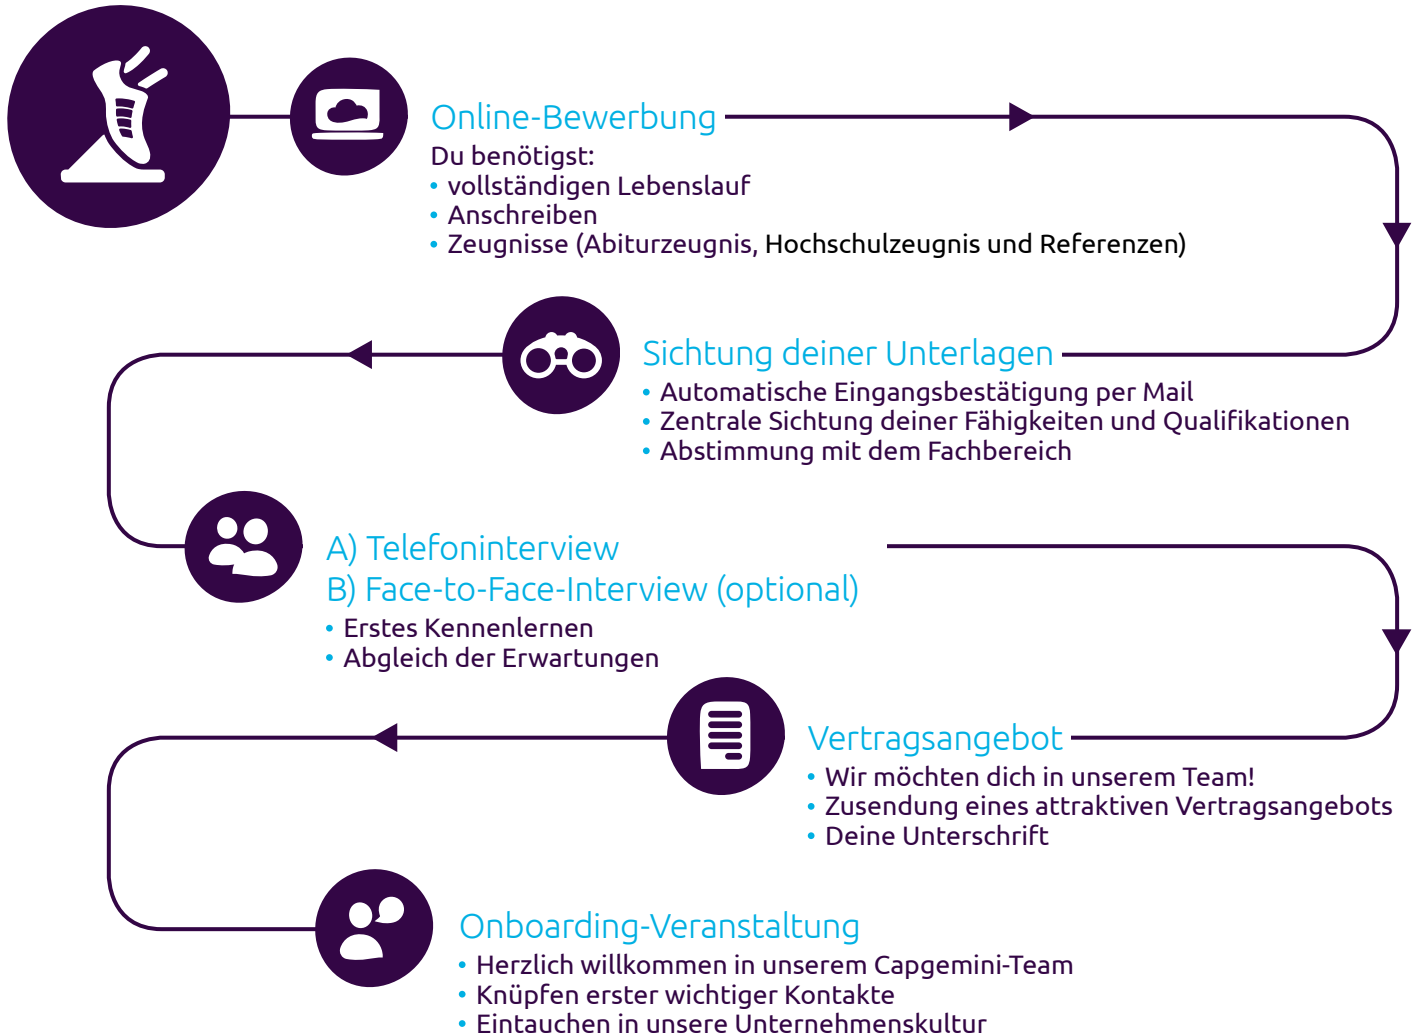 Online-Bewerbung
Du benötigst:
• vollständigen Lebenslauf
• Anschreiben
• Zeugnisse (Abiturzeugnis, Hochschulzeugnis und Referenzen)
Sichtung deiner Unterlagen
• Automatische Eingangsbestätigung per Mail
• Zentrale Sichtung deiner Fähigkeiten und Qualifikationen
• Abstimmung mit dem Fachbereich
A) Telefoninterview
B) Face-to-Face-Interview (optional)
• Erstes Kennenlernen
• Abgleich der Erwartungen
Vertragsangebot
• Wir möchten dich in unserem Team!
• Zusendung eines attraktiven Vertragsangebots
• Deine Unterschrift
Onboarding-Veranstaltung
• Herzlich willkommen in unserem Capgemini-Team
• Knüpfen erster wichtiger Kontakte
• Eintauchen in unsere Unternehmenskultur